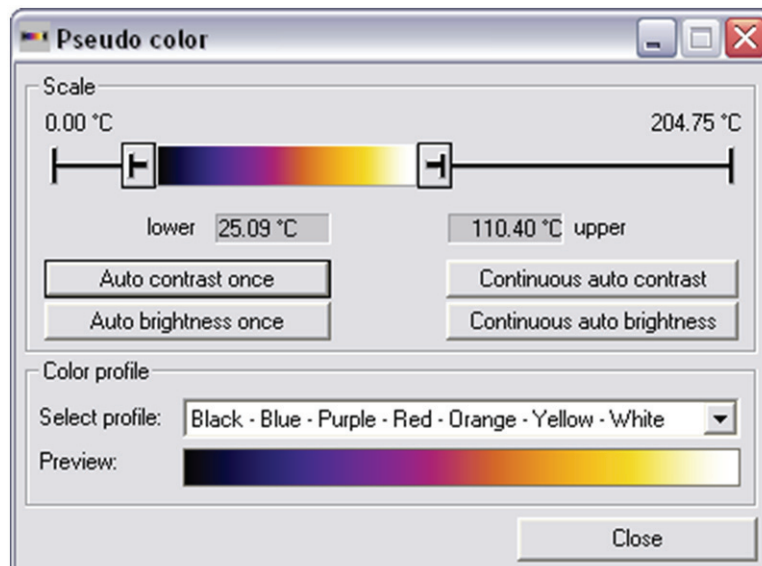 Pseudo color
Scale
0.00 °C 204.75 °C
lower 25.09 °C 110.40 °C upper
Auto contrast once Continuous auto contrast
Auto brightness once Continuous auto brightness
Color profile
Select profile: Black - Blue - Purple - Red - Orange - Yellow - White
Preview:
Close